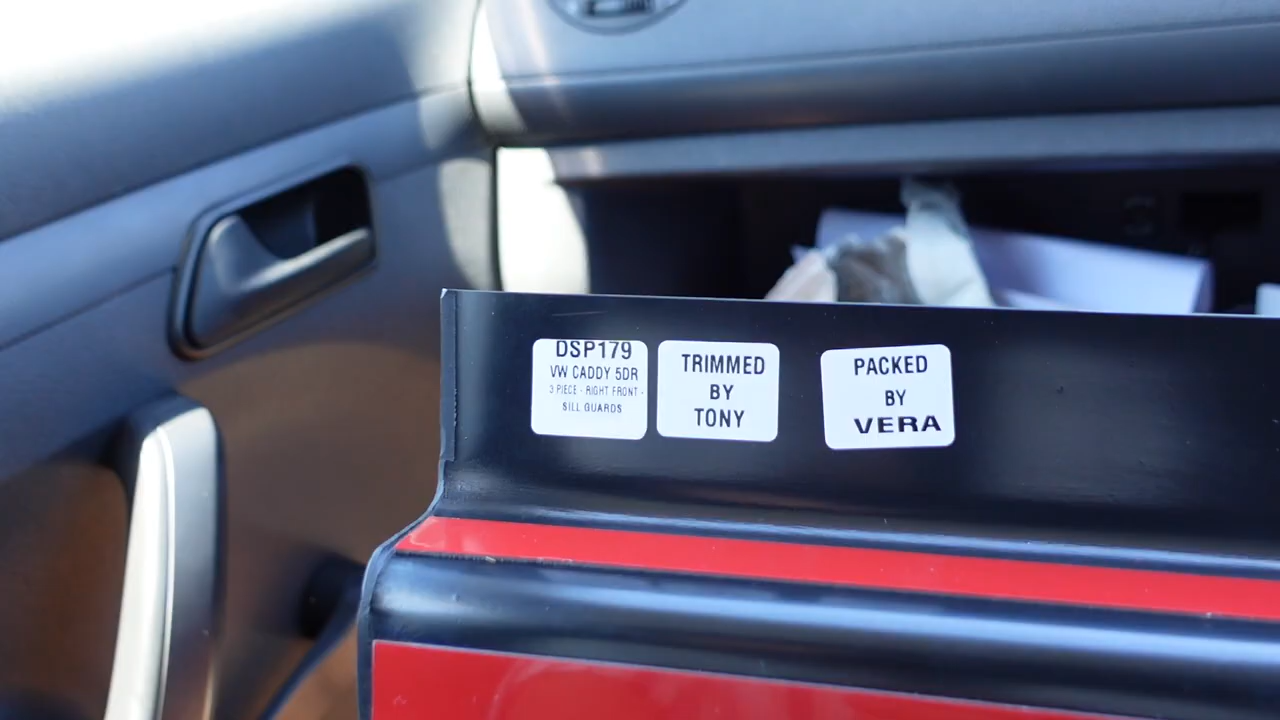 DSP179
VW CADDY 5DR
3 PIECE - RIGHT FRONT -
SILL GUARDS
TRIMMED
BY
TONY
PACKED
BY
VERA